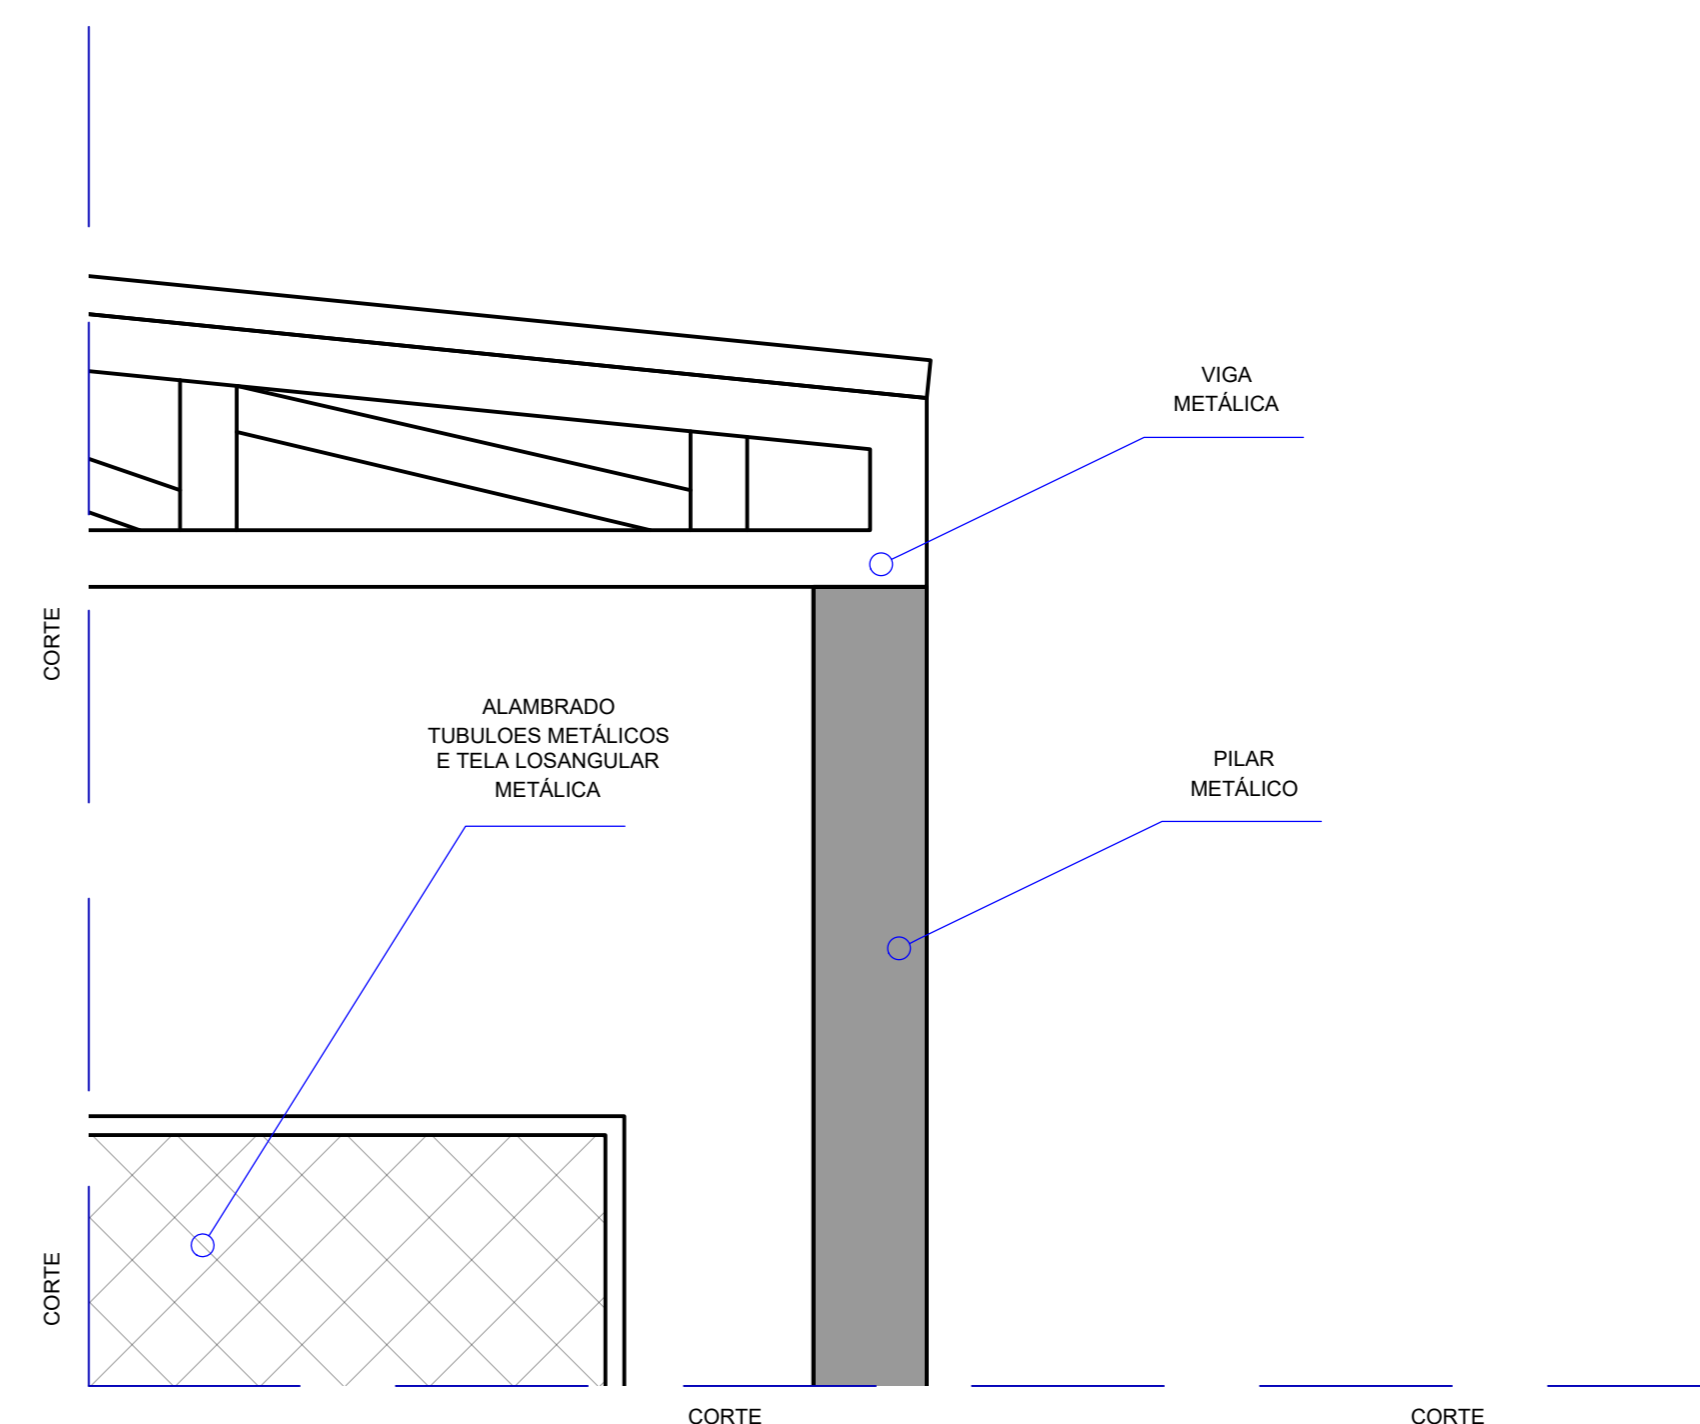 VIGA
METÁLICA
CORTE
ALAMBRADO
TUBULOES METÁLICOS
E TELA LOSANGULAR
METÁLICA
PILAR
METÁLICO
CORTE
CORTE
CORTE